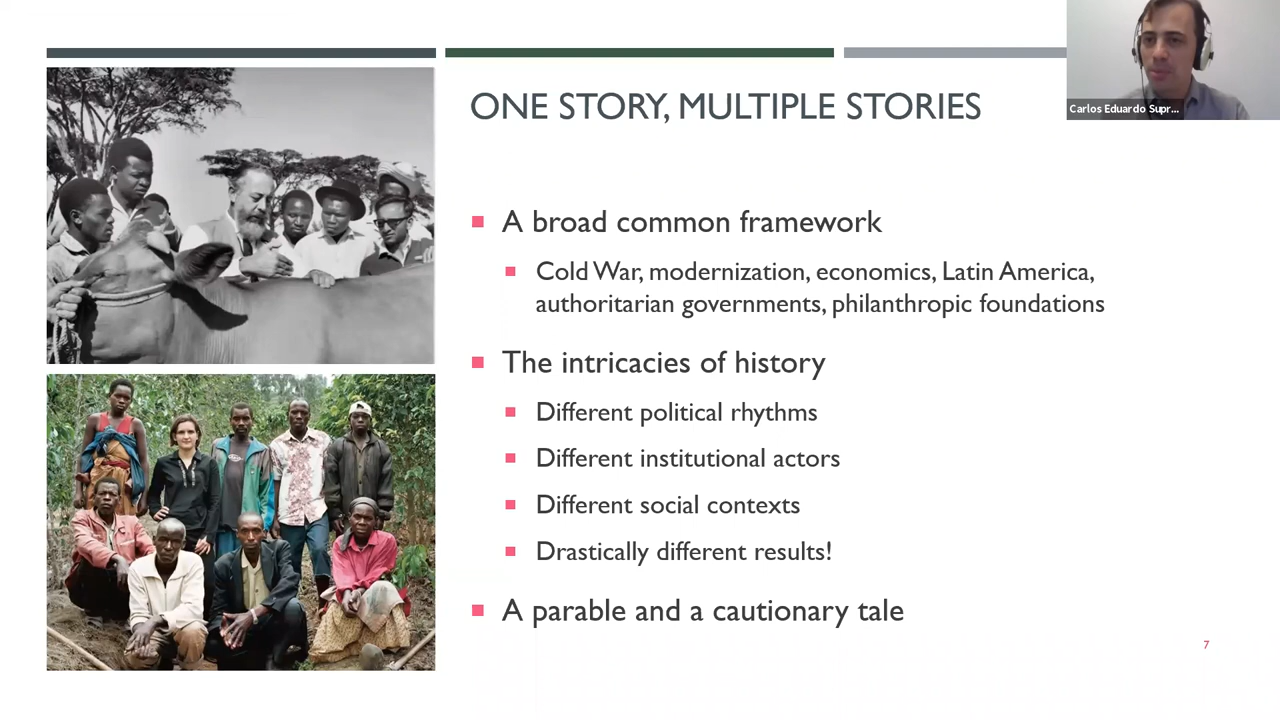 Carlos Eduardo Supr...
ONE STORY, MULTIPLE STORIES
A broad common framework
Cold War, modernization, economics, Latin America,
authoritarian governments, philanthropic foundations
The intricacies of history
Different political rhythms
Different institutional actors
Different social contexts
Drastically different results!
A parable and a cautionary tale
7